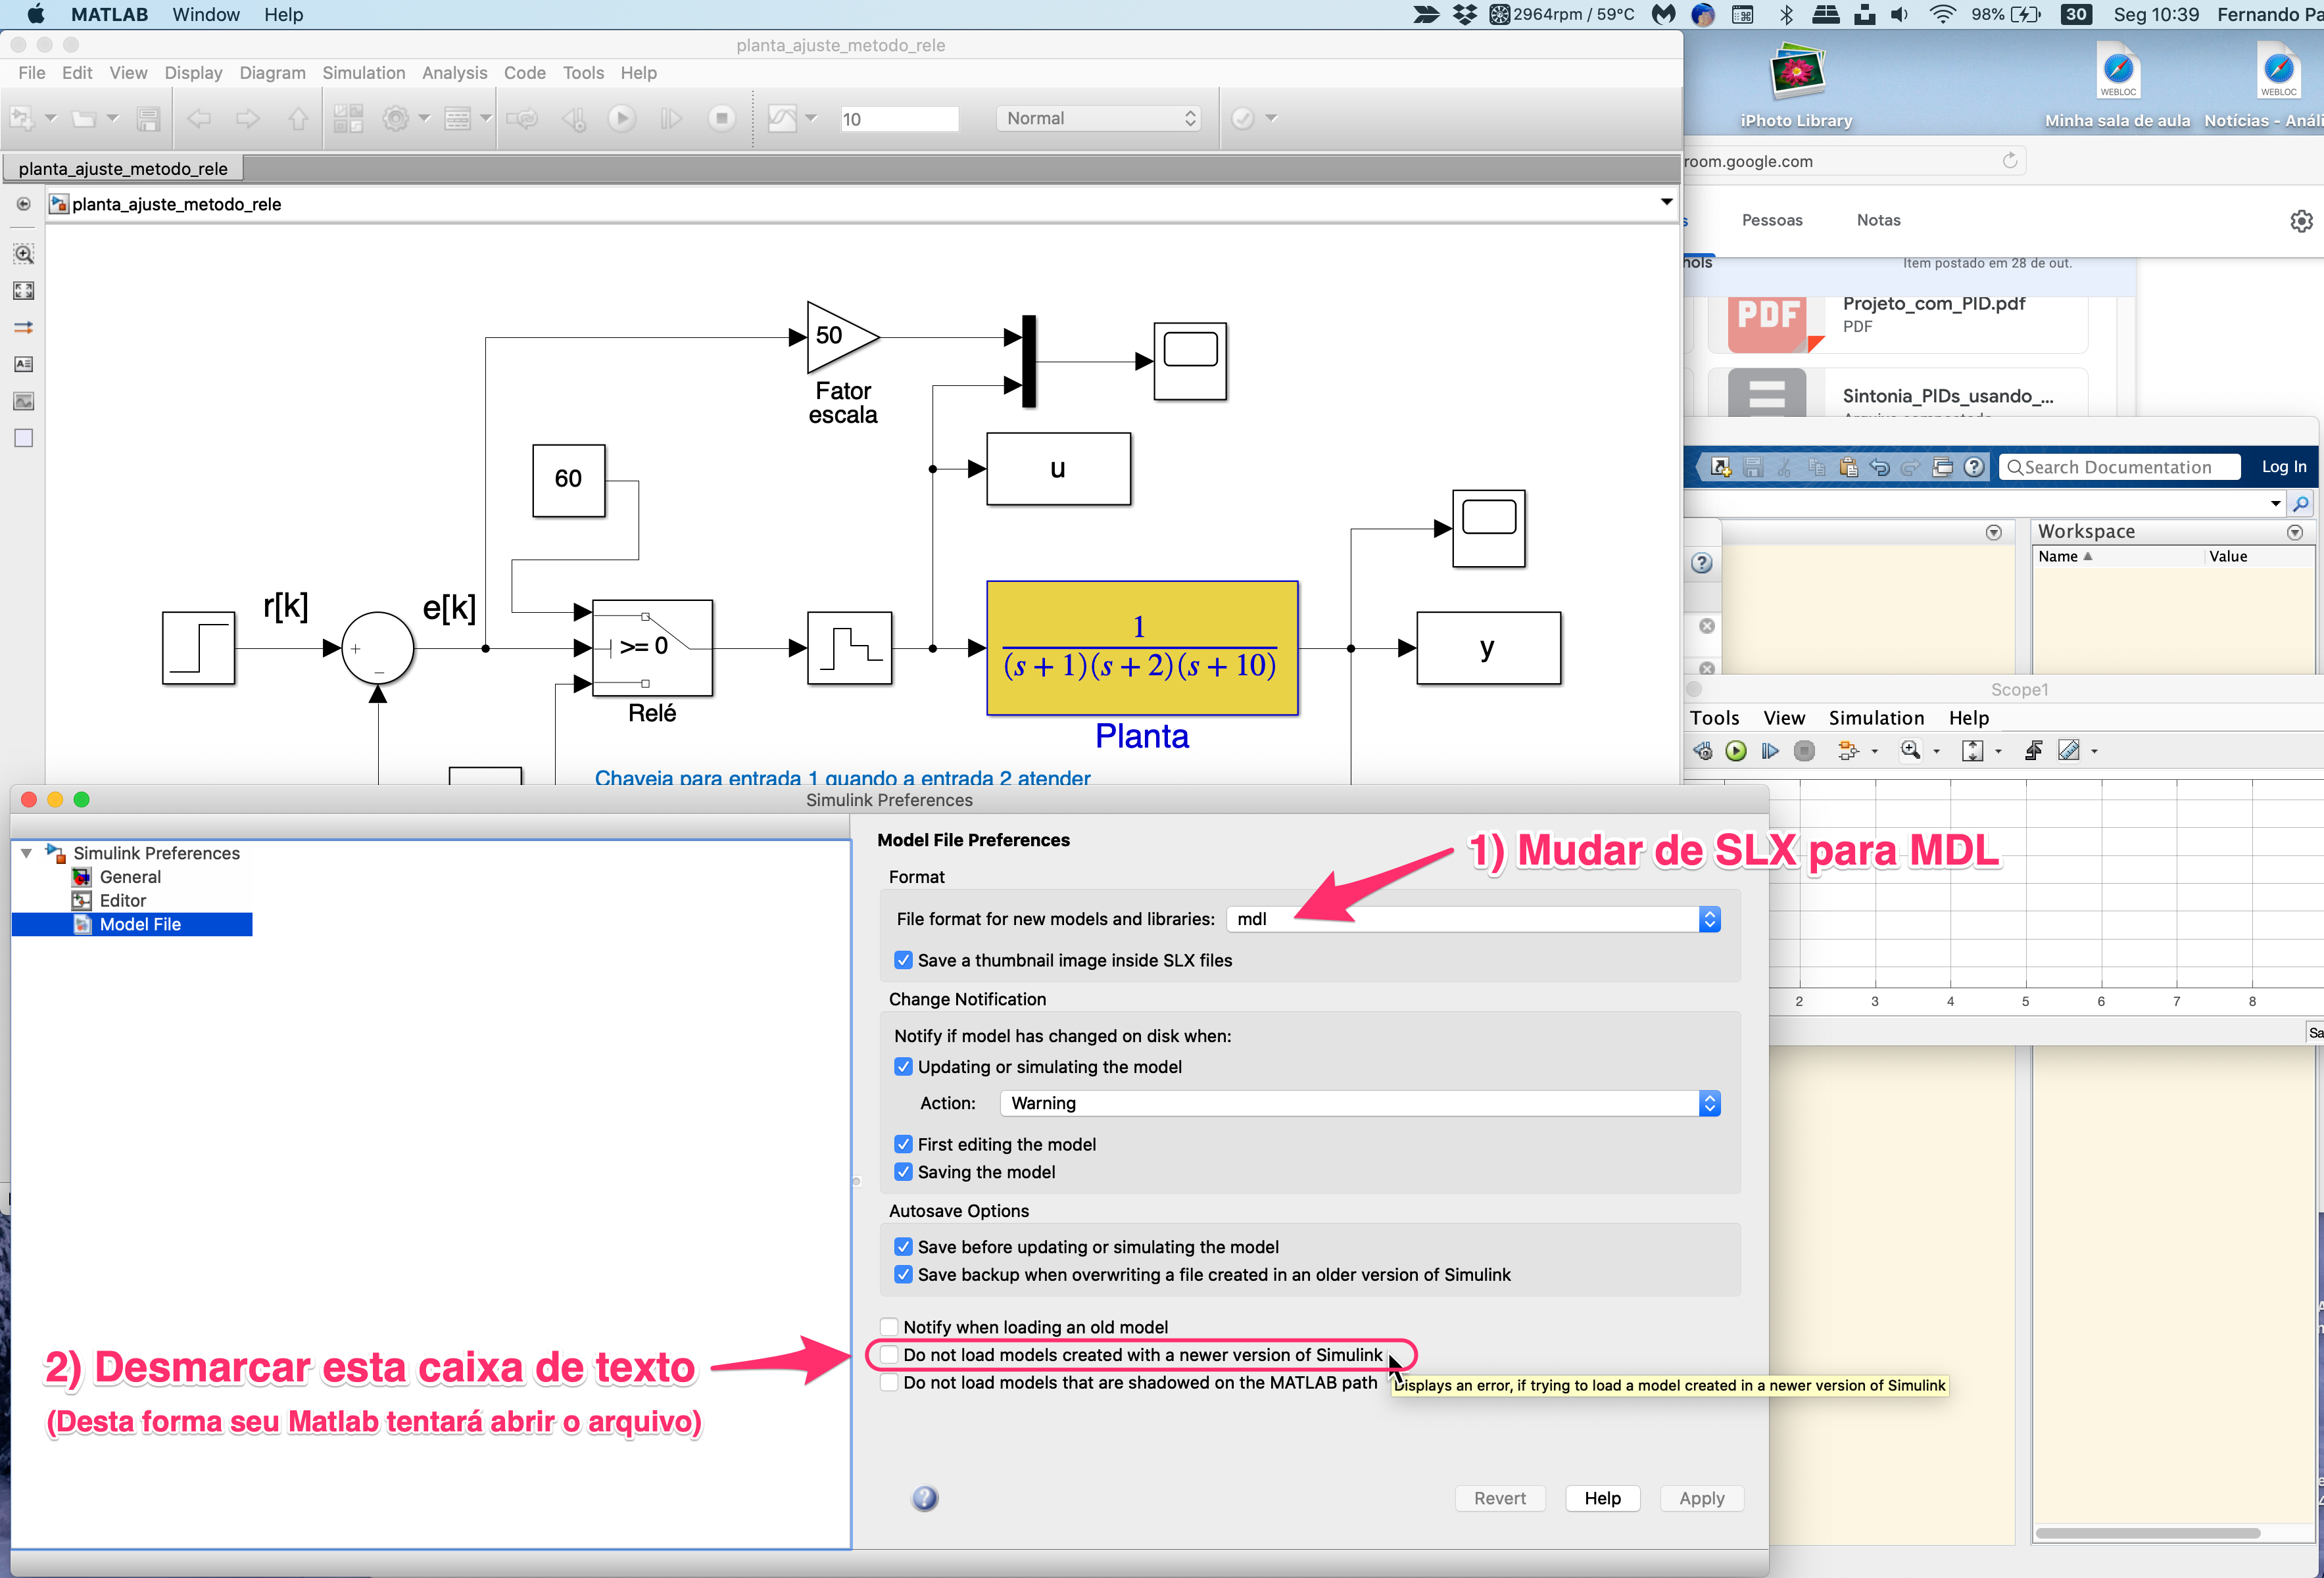 MATLAB Window Help
2964rpm / 59°C 98% 30 Seg 10:39 Fernando Pa
planta_ajuste_metodo_rele
File Edit View Display Diagram Simulation Analysis Code Tools Help
10 Normal
planta_ajuste_metodo_rele
planta_ajuste_metodo_rele
50
Fator
escala
60
u
r[k]
e[k]
>= 0
Relé
1
(s + 1)(s + 2)(s + 10)
Planta
y
Chaveia para entrada 1 quando a entrada 2 atender
WEBLOC
WEBLOC
iPhoto Library
Minha sala de aula
Notícias - Análi
room.google.com
s Pessoas Notas
nois
Item postado em 28 de out.
PDF
Projeto_com_PID.pdf
PDF
Sintonia_PIDs_usando_...
Search Documentation Log In
Workspace
Name Value
Scope1
Tools View Simulation Help
2 3 4 5 6 7 8
Sa
Simulink Preferences
Simulink Preferences
General
Editor
Model File
Model File Preferences
1) Mudar de SLX para MDL
Format
File format for new models and libraries: mdl
Save a thumbnail image inside SLX files
Change Notification
Notify if model has changed on disk when:
Updating or simulating the model
Action: Warning
First editing the model
Saving the model
Autosave Options
Save before updating or simulating the model
Save backup when overwriting a file created in an older version of Simulink
Notify when loading an old model
2) Desmarcar esta caixa de texto
Do not load models created with a newer version of Simulink
Do not load models that are shadowed on the MATLAB path
Displays an error, if trying to load a model created in a newer version of Simulink
(Desta forma seu Matlab tentará abrir o arquivo)
Revert Help Apply